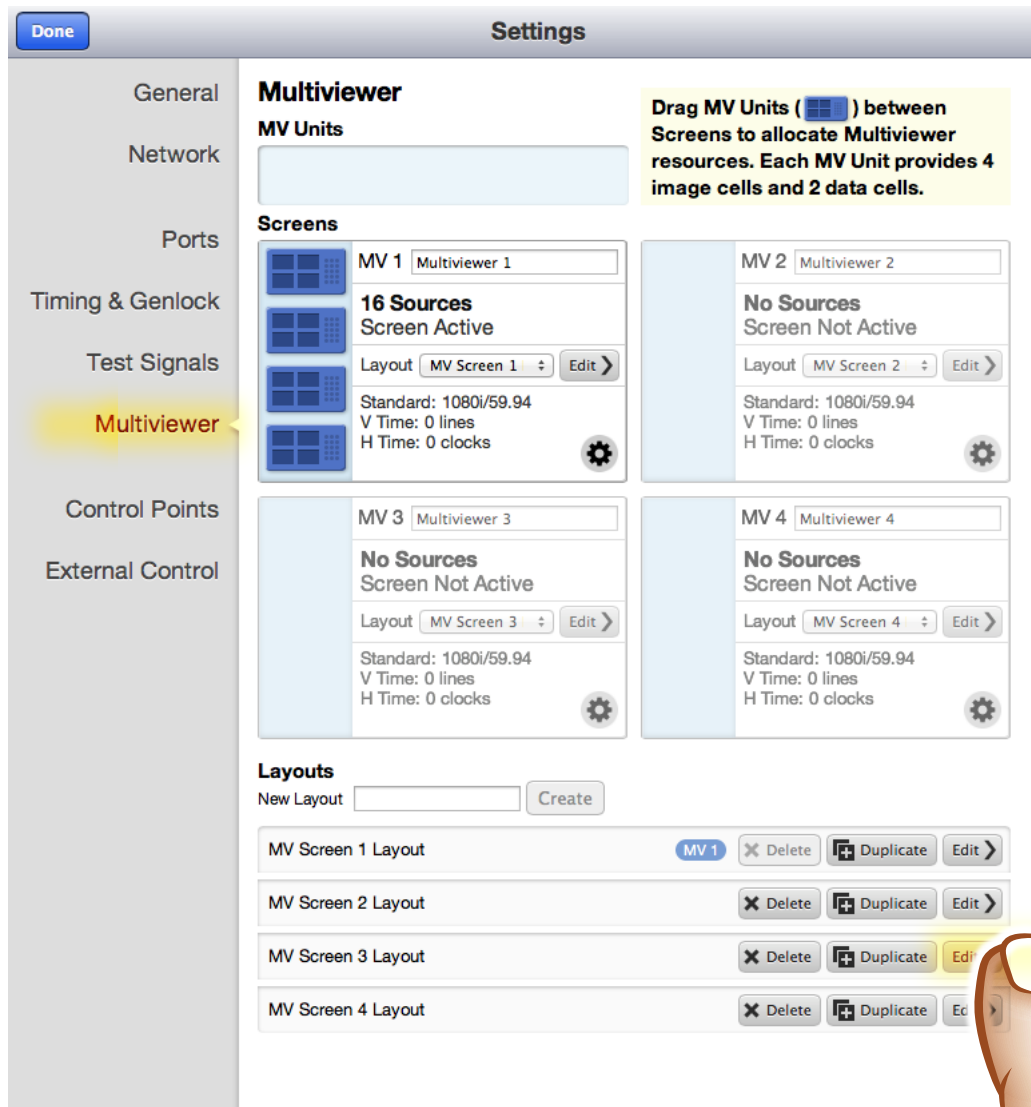 Done
Settings
General
Network
Ports
Timing & Genlock
Test Signals
Multiviewer
Control Points
External Control
Multiviewer
MV Units
Drag MV Units ( ) between
Screens to allocate Multiviewer
resources. Each MV Unit provides 4
image cells and 2 data cells.
Screens
MV 1 Multiviewer 1
16 Sources
Screen Active
Layout MV Screen 1 Edit
Standard: 1080i/59.94
V Time: 0 lines
H Time: 0 clocks
MV 2 Multiviewer 2
No Sources
Screen Not Active
Layout MV Screen 2 Edit
Standard: 1080i/59.94
V Time: 0 lines
H Time: 0 clocks
MV 3 Multiviewer 3
No Sources
Screen Not Active
Layout MV Screen 3 Edit
Standard: 1080i/59.94
V Time: 0 lines
H Time: 0 clocks
MV 4 Multiviewer 4
No Sources
Screen Not Active
Layout MV Screen 4 Edit
Standard: 1080i/59.94
V Time: 0 lines
H Time: 0 clocks
Layouts
New Layout Create
MV Screen 1 Layout MV 1 Delete Duplicate Edit
MV Screen 2 Layout Delete Duplicate Edit
MV Screen 3 Layout Delete Duplicate
MV Screen 4 Layout Delete Duplicate